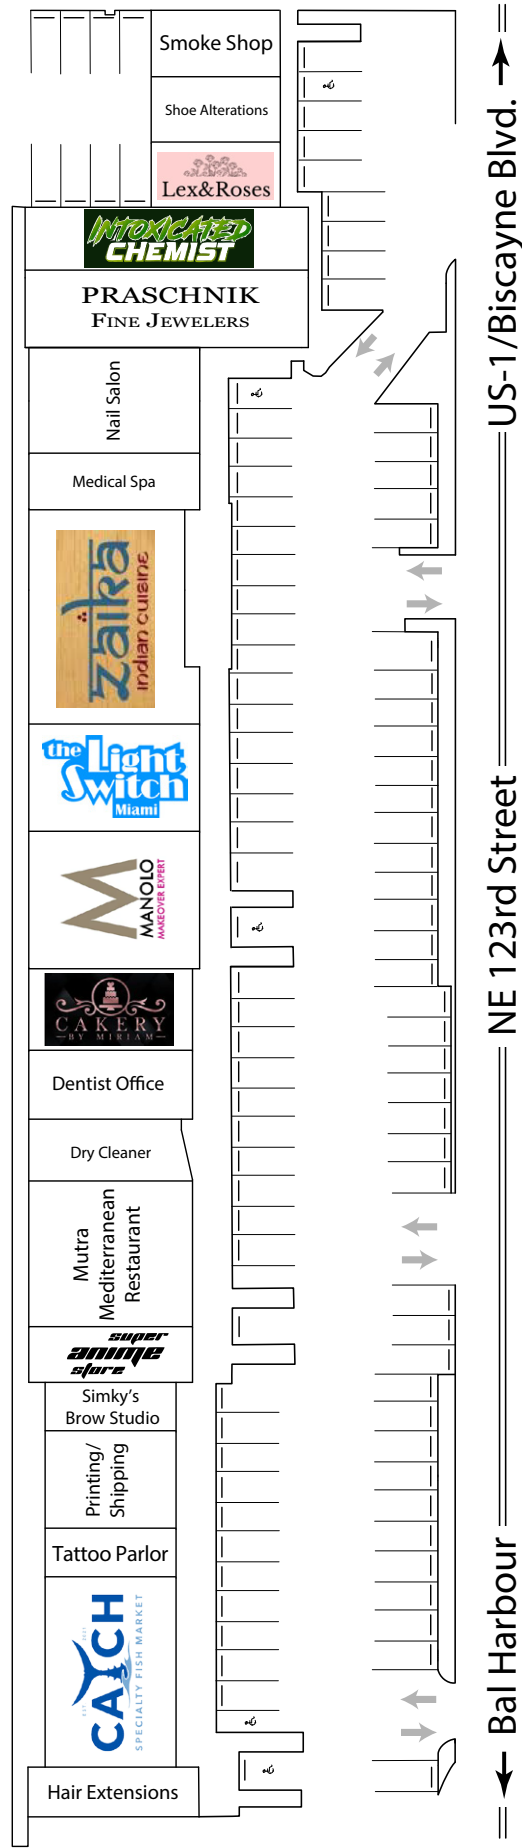 Smoke Shop
Shoe Alterations
Lex&Roses
INTOXICATED
CHEMIST
PRASCHNIK
FINE JEWELERS
Nail Salon
Medical Spa
zaika
indian cuisine
the Light
Switch
Miami
M
MANOLO
MAKEOVER EXPERT
CAKERY
BY MIRIAM
Dentist Office
Dry Cleaner
Mutra
Mediterranean
Restaurant
super
anime
store
Simky's
Brow Studio
Printing/
Shipping
Tattoo Parlor
CATCH
SPECIALTY FISH MARKET
Hair Extensions
US-1/Biscayne Blvd.
NE 123rd Street
Bal Harbour